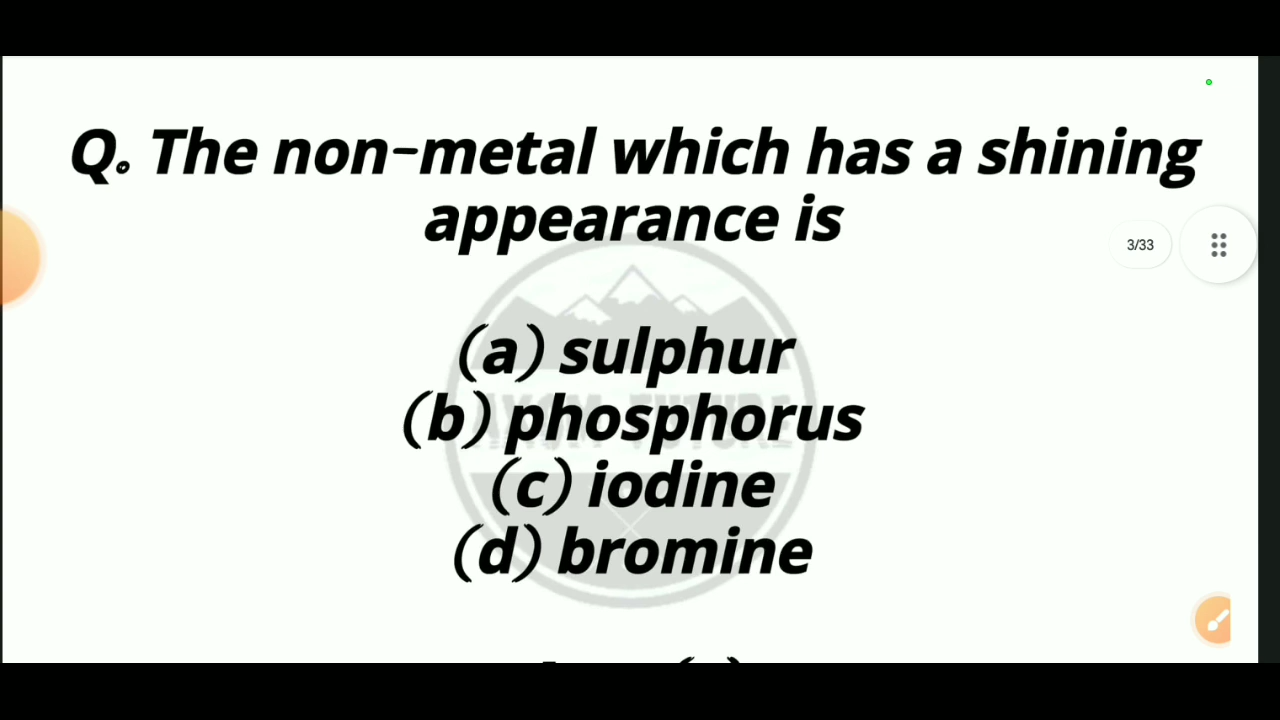 Q. The non-metal which has a shining
appearance is
3/33
(a) sulphur
(b) phosphorus
(c) iodine
(d) bromine